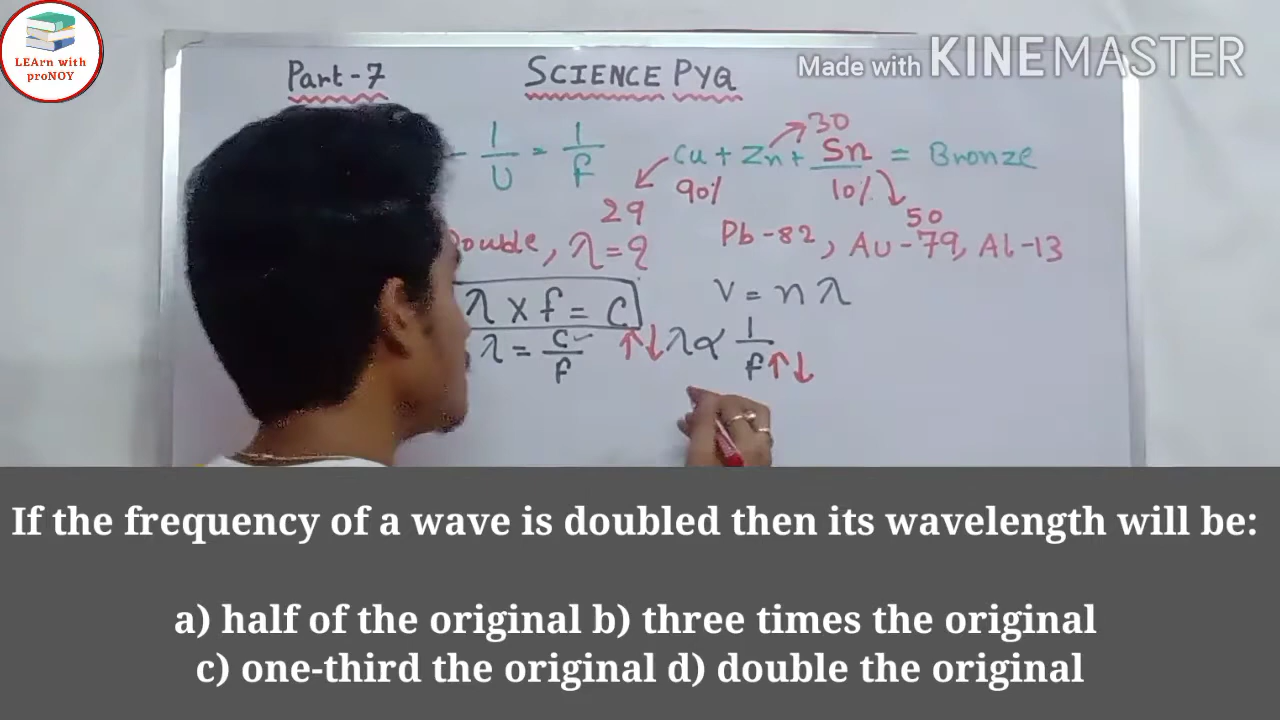 LEArn with
proNOY
Made with KINEMASTER
Part-7
SCIENCE PYQ
1/U = 1/f
Cu + Zn + Sn = Bronze
30
90%
10%
29
50
Double, λ = ?
Pb-82, Au-79, Al-13
λ x f = C
V = n λ
λ = C/f
↑↓ λ ∝ 1/f ↑↓
If the frequency of a wave is doubled then its wavelength will be:
a) half of the original b) three times the original
c) one-third the original d) double the original